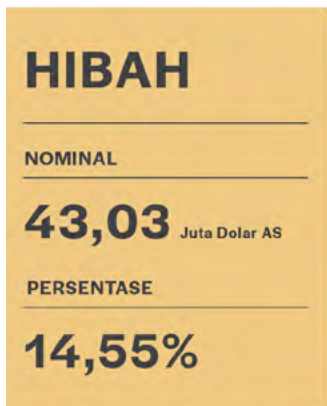 HIBAH
NOMINAL
43,03 Juta Dolar AS
PERSENTASE
14,55%